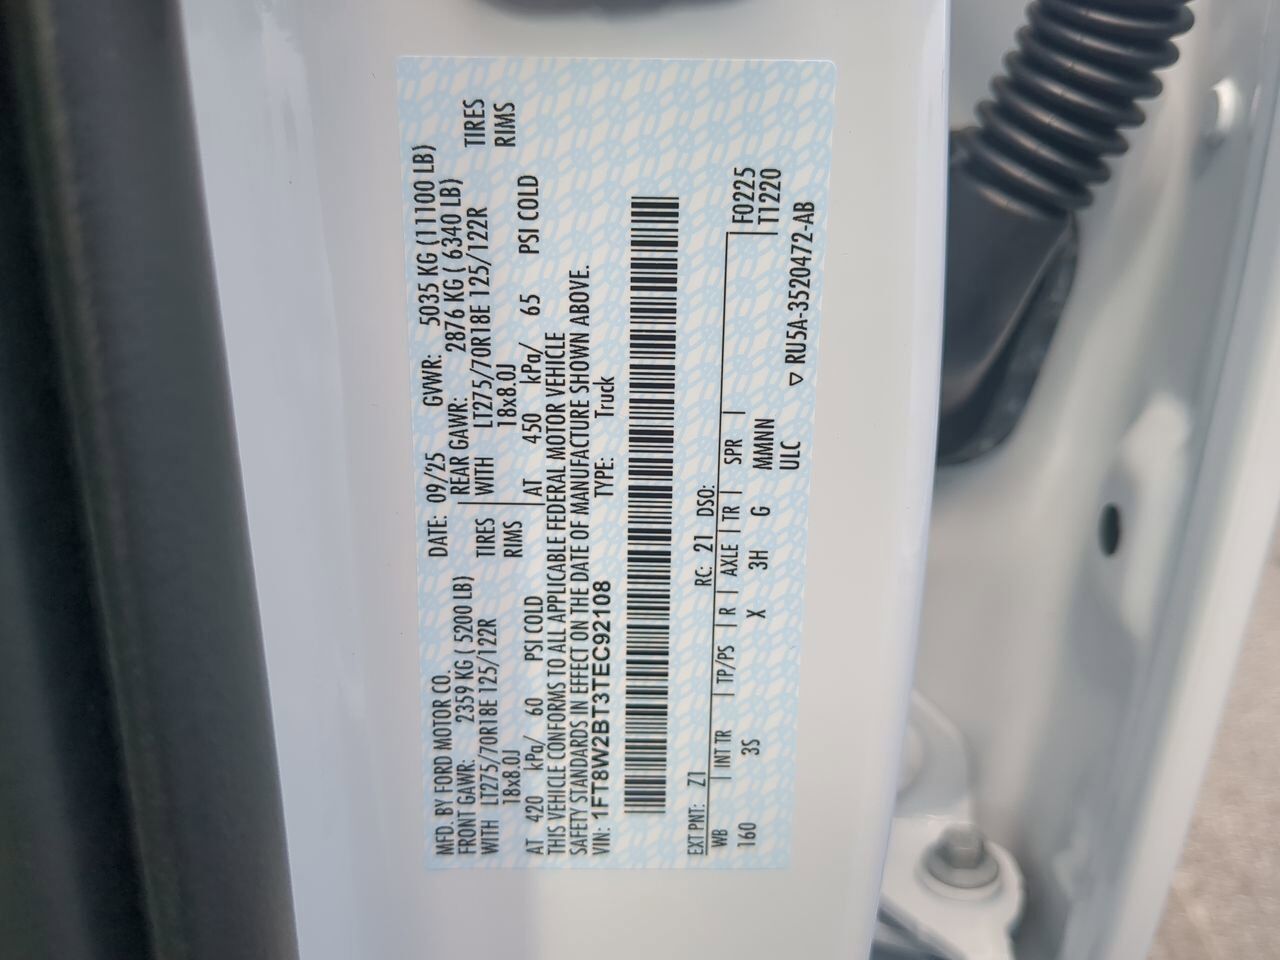 MFD. BY FORD MOTOR CO.
DATE: 09/25 GVWR: 5035 KG (11100 LB)
FRONT GAWR: 2359 KG ( 5200 LB)
REAR GAWR: 2876 KG ( 6340 LB)
WITH LT275/70R18E 125/122R TIRES
WITH LT275/70R18E 125/122R TIRES
18x8.0J RIMS
18x8.0J RIMS
AT 420 kPa/ 60 PSI COLD
AT 450 kPa/ 65 PSI COLD
THIS VEHICLE CONFORMS TO ALL APPLICABLE FEDERAL MOTOR VEHICLE
SAFETY STANDARDS IN EFFECT ON THE DATE OF MANUFACTURE SHOWN ABOVE.
VIN: 1FT8W2BT3TEC92108 TYPE: Truck
EXT PNT: Z1 RC: 21 DSO:
WB INT TR TP/PS R AXLE TR SPR F0225
160 3S X 3H G MMMNN T1220
ULC
▽ RU5A-3520472-AB